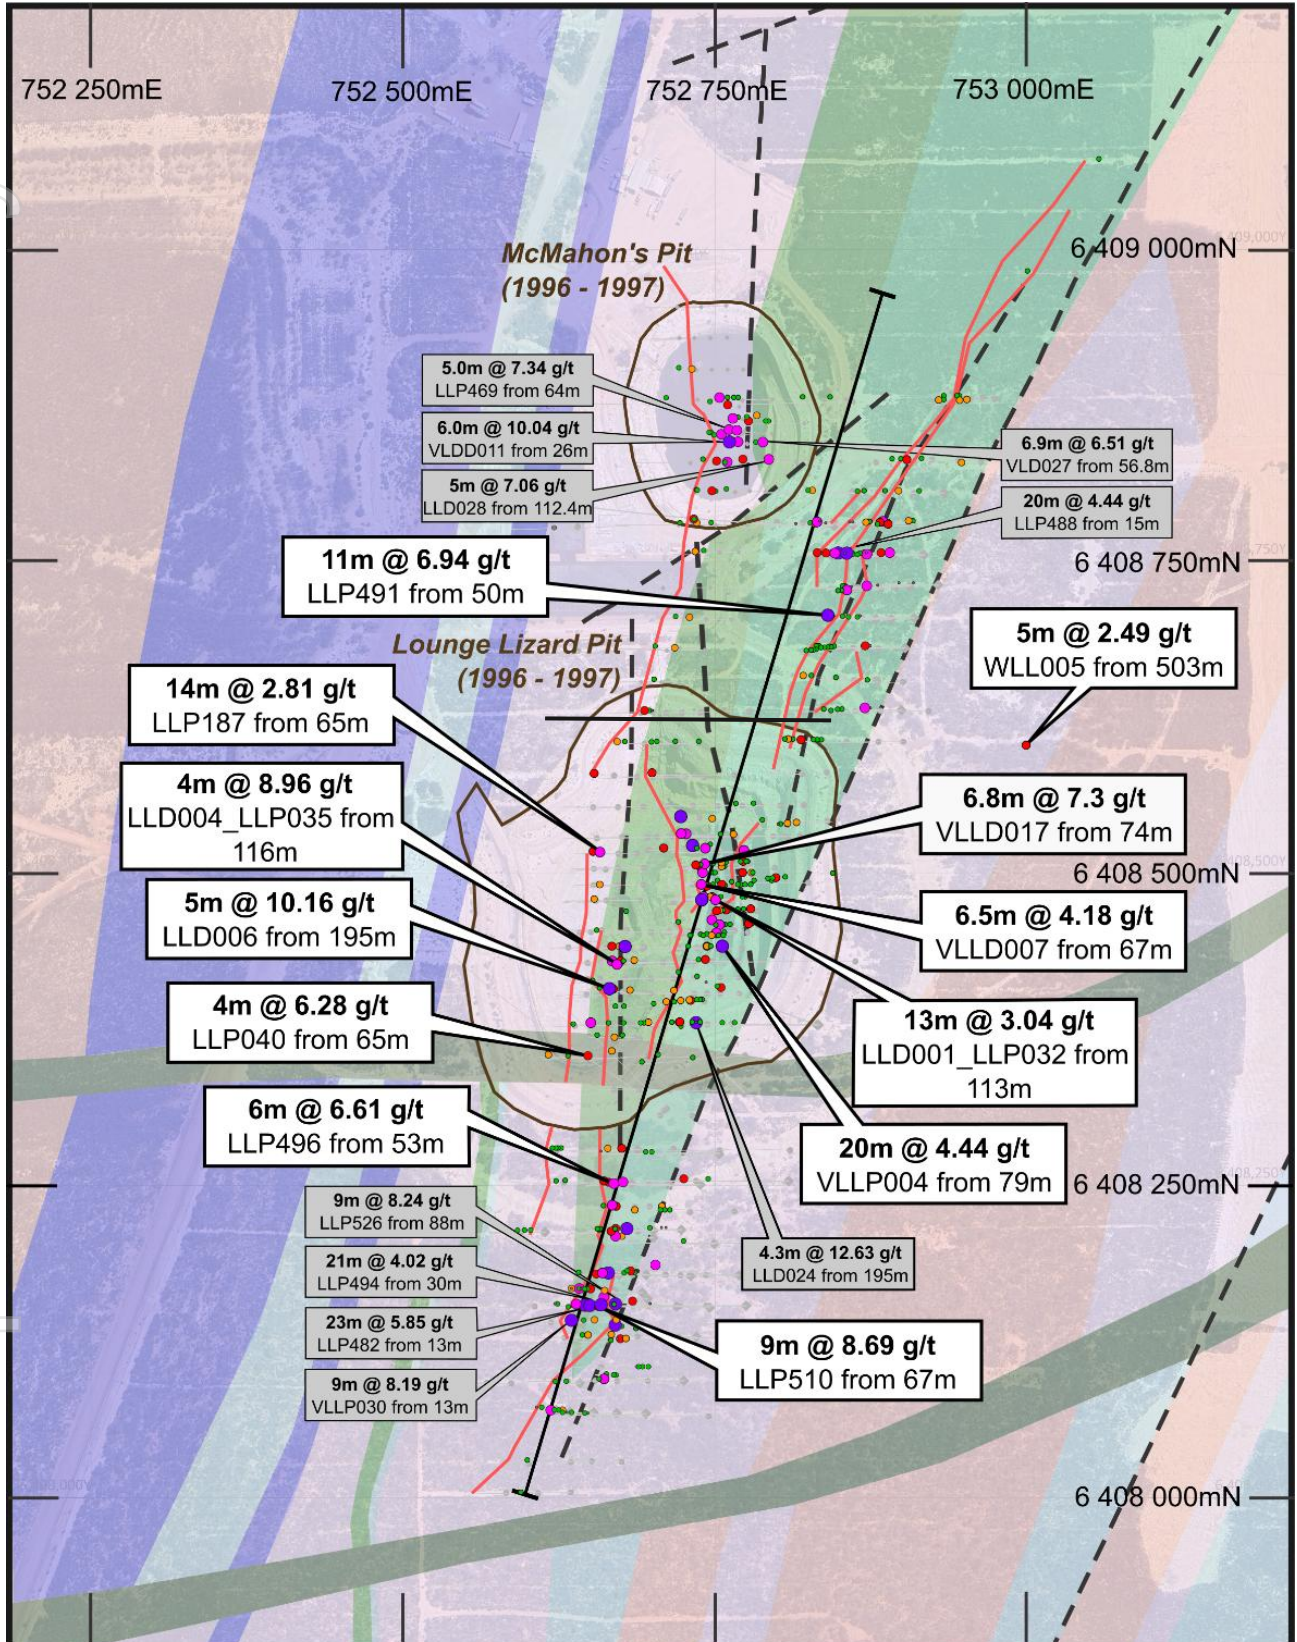 752 250mE
752 500mE
752 750mE
753 000mE
McMahon's Pit
(1996 - 1997)
6 409 000mN
5.0m @ 7.34 g/t
LLP469 from 64m
6.0m @ 10.04 g/t
VLDD011 from 26m
5m @ 7.06 g/t
LLD028 from 112.4m
6.9m @ 6.51 g/t
VLD027 from 56.8m
20m @ 4.44 g/t
LLP488 from 15m
11m @ 6.94 g/t
LLP491 from 50m
6 408 750mN
Lounge Lizard Pit
(1996 - 1997)
5m @ 2.49 g/t
WLL005 from 503m
14m @ 2.81 g/t
LLP187 from 65m
4m @ 8.96 g/t
LLD004_LLP035 from
116m
6.8m @ 7.3 g/t
VLLD017 from 74m
6 408 500mN
5m @ 10.16 g/t
LLD006 from 195m
6.5m @ 4.18 g/t
VLLD007 from 67m
4m @ 6.28 g/t
LLP040 from 65m
13m @ 3.04 g/t
LLD001_LLP032 from
113m
6m @ 6.61 g/t
LLP496 from 53m
20m @ 4.44 g/t
VLLP004 from 79m
6 408 250mN
9m @ 8.24 g/t
LLP526 from 88m
4.3m @ 12.63 g/t
LLD024 from 195m
21m @ 4.02 g/t
LLP494 from 30m
23m @ 5.85 g/t
LLP482 from 13m
9m @ 8.69 g/t
LLP510 from 67m
9m @ 8.19 g/t
VLLP030 from 13m
6 408 000mN